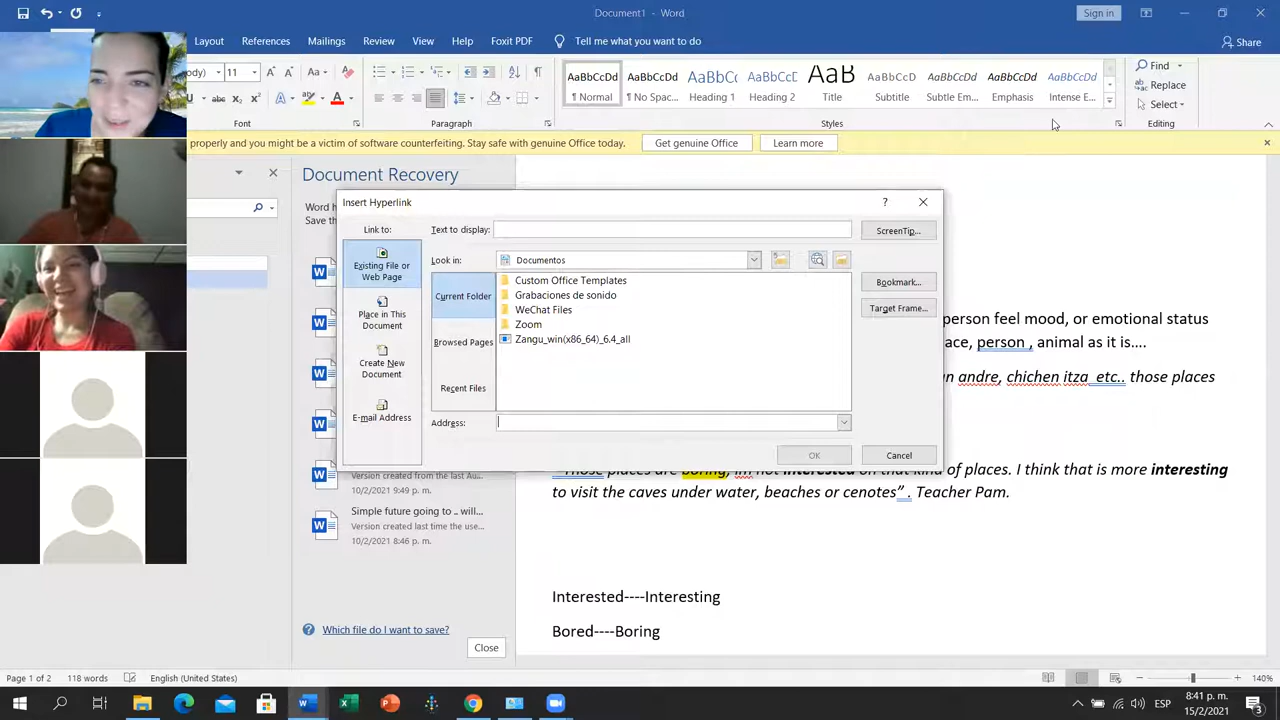 Document1 - Word
Sign in
Layout References Mailings Review View Help Foxit PDF Tell me what you want to do
Share
ody) 11
Aa
AaBbCcDd AaBbCcDd AaBbC( AaBbCcD AaB AaBbCcD AaBbCcDd AaBbCcDd AaBbCcDd
¶ Normal ¶ No Spac... Heading 1 Heading 2 Title Subtitle Subtle Em... Emphasis Intense E...
Find
Replace
Select
Font Paragraph Styles Editing
properly and you might be a victim of software counterfeiting. Stay safe with genuine Office today.
Get genuine Office
Learn more
Document Recovery
Word h
Save th
Insert Hyperlink
Link to:
Text to display:
ScreenTip...
Existing File or
Web Page
Look in:
Documentos
Place in This
Document
Create New
Document
E-mail Address
Current Folder
Browsed Pages
Recent Files
Custom Office Templates
Grabaciones de sonido
WeChat Files
Zoom
Zangu_win(x86_64)_6.4_all
Bookmark...
Target Frame...
Address:
OK
Cancel
person feel mood, or emotional status
ace, person , animal as it is....
n andre, chichen itza etc.. those places
"Those places are boring, im not interested on that kind of places. I think that is more interesting
to visit the caves under water, beaches or cenotes" . Teacher Pam.
Version created from the last Au...
10/2/2021 9:49 p. m.
Simple future going to .. will...
Version created last time the use...
10/2/2021 8:46 p. m.
Interested----Interesting
Bored----Boring
Which file do I want to save?
Close
Page 1 of 2 118 words English (United States)
140%
ESP
8:41 p. m.
15/2/2021
3